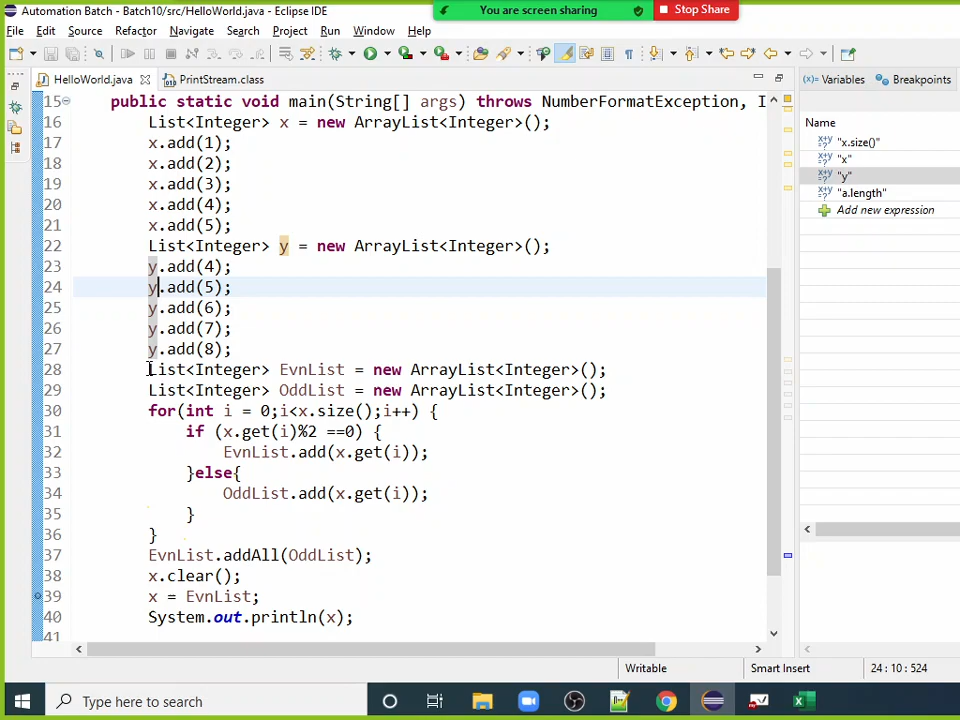 Automation Batch - Batch10/src/HelloWorld.java - Eclipse IDE
You are screen sharing
Stop Share
File Edit Source Refactor Navigate Search Project Run Window Help
HelloWorld.java
PrintStream.class
Variables
Breakpoints
15 public static void main(String[] args) throws NumberFormatException, I
16 List<Integer> x = new ArrayList<Integer>();
17 x.add(1);
18 x.add(2);
19 x.add(3);
20 x.add(4);
21 x.add(5);
22 List<Integer> y = new ArrayList<Integer>();
23 y.add(4);
24 y.add(5);
25 y.add(6);
26 y.add(7);
27 y.add(8);
28 List<Integer> EvnList = new ArrayList<Integer>();
29 List<Integer> OddList = new ArrayList<Integer>();
30 for(int i = 0;i<x.size();i++) {
31 if (x.get(i)%2 ==0) {
32 EvnList.add(x.get(i));
33 }else{
34 OddList.add(x.get(i));
35 }
36 }
37 EvnList.addAll(OddList);
38 x.clear();
39 x = EvnList;
40 System.out.println(x);
41
Name
"x.size()"
"x"
"y"
"a.length"
Add new expression
Writable
Smart Insert
24 : 10 : 524
Type here to search